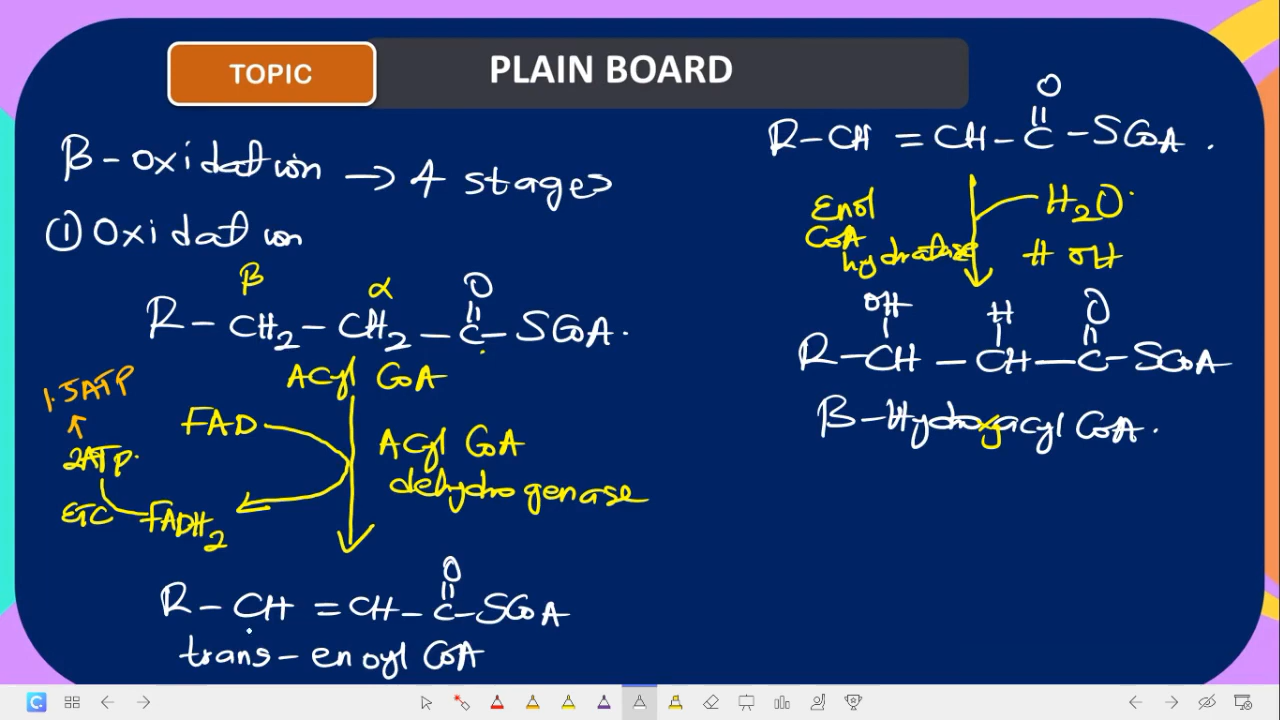 TOPIC
PLAIN BOARD
β-oxidation → 4 stages
① Oxidation
β α
O
R-CH₂-CH₂-C-SCoA.
Acyl CoA
FAD
Acyl CoA
dehydrogenase
1.5ATP
2ATP.
ETC FADH₂
O
R-CH=CH-C-SCoA
trans-enoyl CoA
O
R-CH=CH-C-SCoA.
Enol
CoA
hydratase
H₂O
H OH
OH H O
R-CH-CH-C-SCoA
β-Hydroxyacyl CoA.